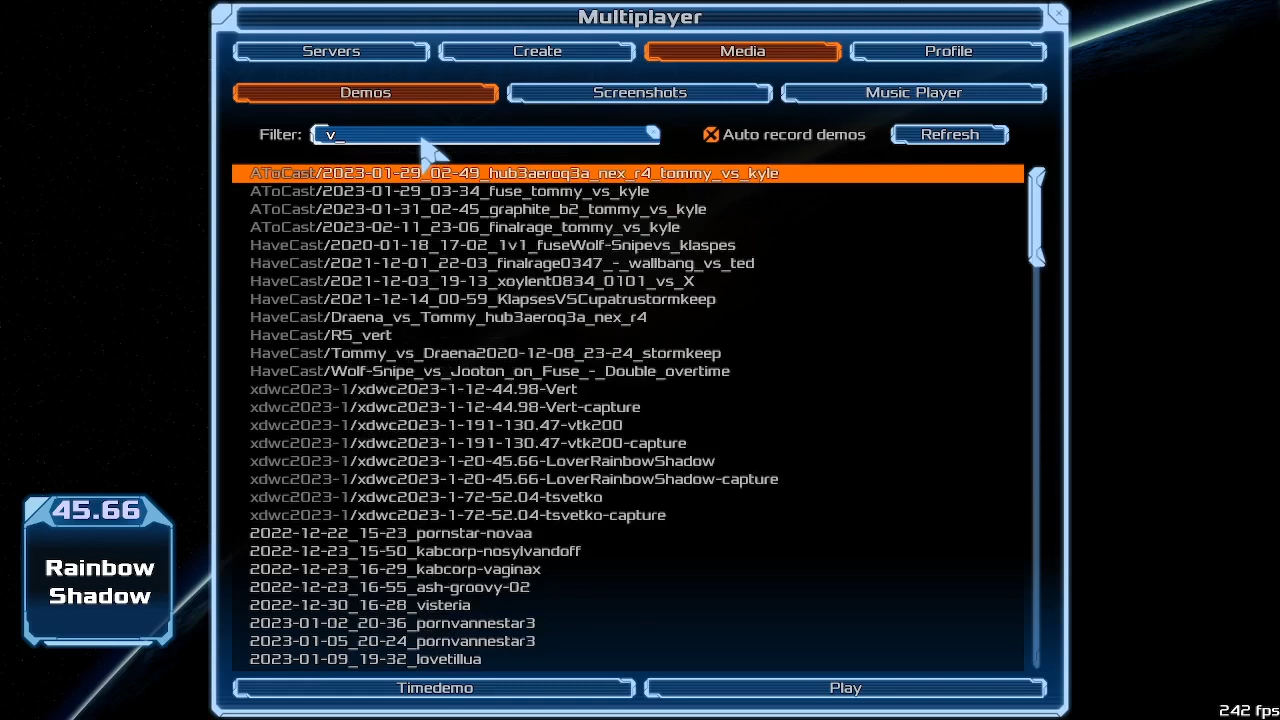 Multiplayer
Servers Create Media Profile
Demos Screenshots Music Player
Filter: v_ Auto record demos Refresh
AToCast/2023-01-29_02-49_hub3aeroq3a_nex_r4_tommy_vs_kyle
AToCast/2023-01-29_03-34_fuse_tommy_vs_kyle
AToCast/2023-01-31_02-45_graphite_b2_tommy_vs_kyle
AToCast/2023-02-11_23-06_finalrage_tommy_vs_kyle
HaveCast/2020-01-18_17-02_1v1_fuseWolf-Snipevs_klaspes
HaveCast/2021-12-01_22-03_finalrage0347_-_wallbang_vs_ted
HaveCast/2021-12-03_19-13_xoylent0834_0101_vs_X
HaveCast/2021-12-14_00-59_KlapsesVSCupatrustormkeep
HaveCast/Draena_vs_Tommy_hub3aeroq3a_nex_r4
HaveCast/RS_vert
HaveCast/Tommy_vs_Draena2020-12-08_23-24_stormkeep
HaveCast/Wolf-Snipe_vs_Jooton_on_Fuse_-_Double_overtime
xdwc2023-1/xdwc2023-1-12-44.98-Vert
xdwc2023-1/xdwc2023-1-12-44.98-Vert-capture
xdwc2023-1/xdwc2023-1-191-130.47-vtk200
xdwc2023-1/xdwc2023-1-191-130.47-vtk200-capture
xdwc2023-1/xdwc2023-1-20-45.66-LoverRainbowShadow
xdwc2023-1/xdwc2023-1-20-45.66-LoverRainbowShadow-capture
xdwc2023-1/xdwc2023-1-72-52.04-tsvetko
xdwc2023-1/xdwc2023-1-72-52.04-tsvetko-capture
2022-12-22_15-23_pornstar-novaa
2022-12-23_15-50_kabcorp-nosylvandoff
2022-12-23_16-29_kabcorp-vaginax
2022-12-23_16-55_ash-groovy-02
2022-12-30_16-28_visteria
2023-01-02_20-36_pornvannestar3
2023-01-05_20-24_pornvannestar3
2023-01-09_19-32_lovetillua
Timedemo Play
45.66
Rainbow
Shadow
242 fps